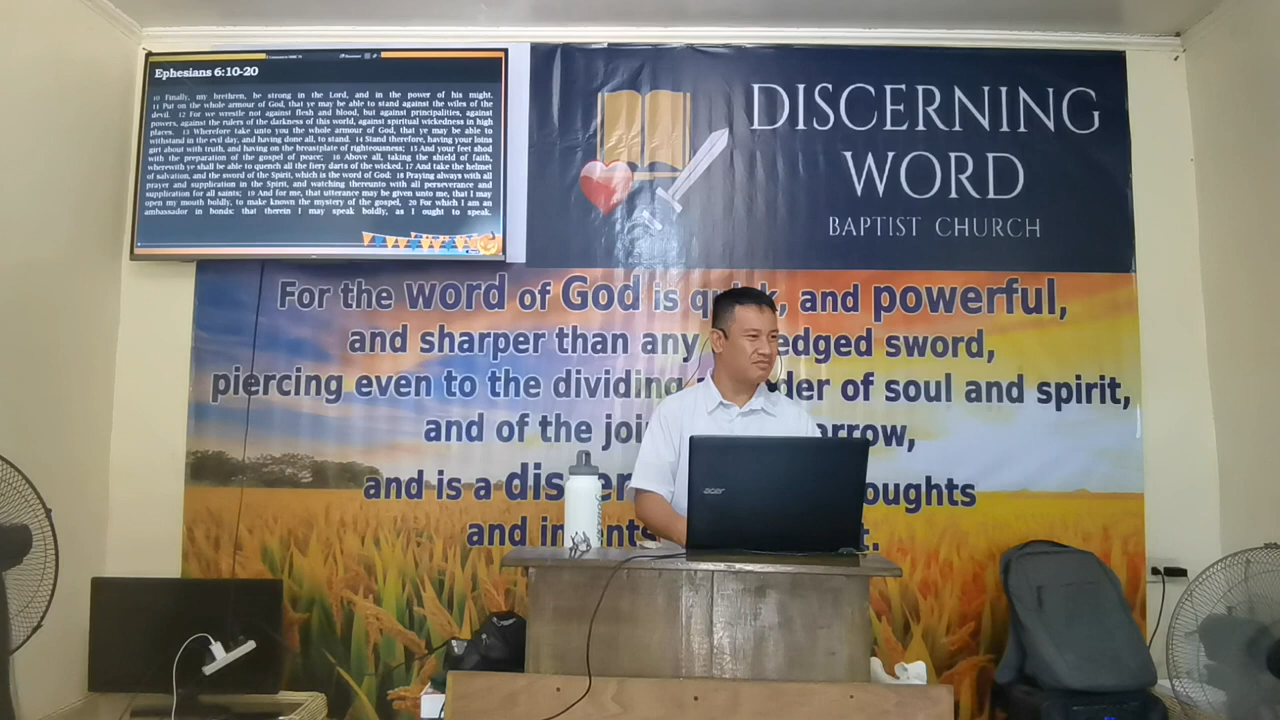 Ephesians 6:10-20
10 Finally, my brethren, be strong in the Lord, and in the power of his might.
11 Put on the whole armour of God, that ye may be able to stand against the wiles of the
devil. 12 For we wrestle not against flesh and blood, but against principalities, against
powers, against the rulers of the darkness of this world, against spiritual wickedness in high
places. 13 Wherefore take unto you the whole armour of God, that ye may be able to
withstand in the evil day, and having done all, to stand. 14 Stand therefore, having your loins
girt about with truth, and having on the breastplate of righteousness; 15 And your feet shod
with the preparation of the gospel of peace; 16 Above all, taking the shield of faith,
wherewith ye shall be able to quench all the fiery darts of the wicked. 17 And take the helmet
of salvation, and the sword of the Spirit, which is the word of God: 18 Praying always with all
prayer and supplication in the Spirit, and watching thereunto with all perseverance and
supplication for all saints; 19 And for me, that utterance may be given unto me, that I may
open my mouth boldly, to make known the mystery of the gospel, 20 For which I am an
ambassador in bonds: that therein I may speak boldly, as I ought to speak.
DISCERNING
WORD
BAPTIST CHURCH
For the word of God is qu k, and powerful,
and sharper than any edged sword,
piercing even to the dividing der of soul and spirit,
and of the joi arrow,
and is a discer oughts
and intents t.
acer